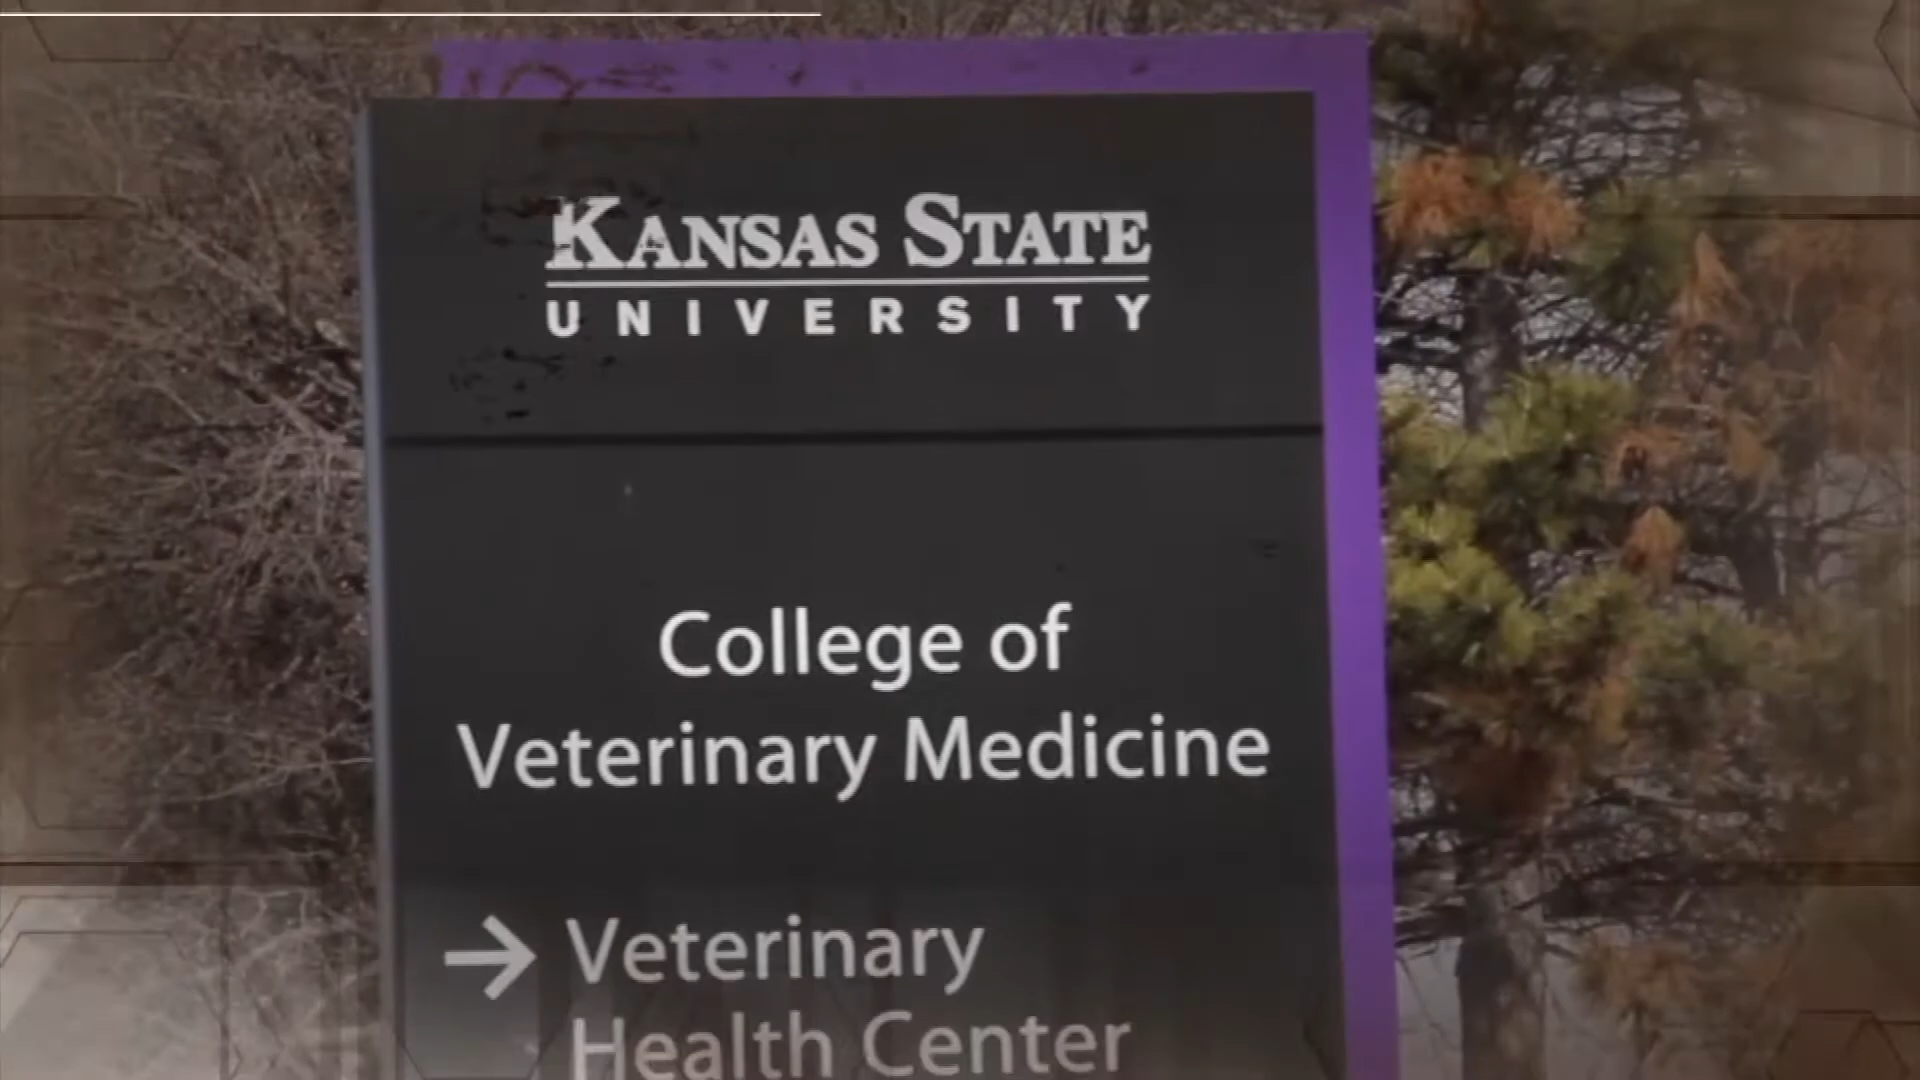 KANSAS STATE
UNIVERSITY
College of
Veterinary Medicine
→ Veterinary
Health Center